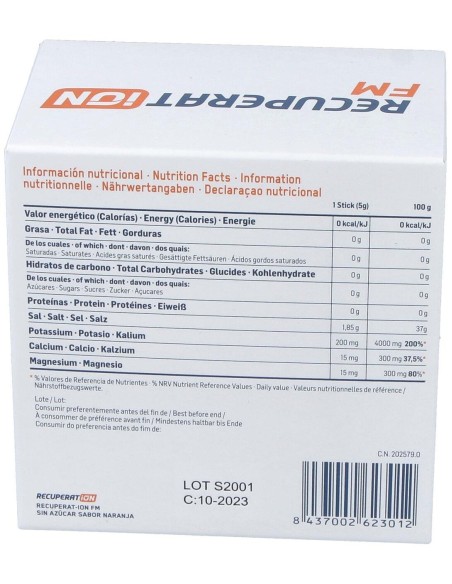 RECUPERATION
FM
Información nutricional · Nutrition Facts · Information
nutritionnelle · Nährwertangaben · Declaraçao nutricional
1 Stick (5g) 100 g
Valor energético (Calorías) · Energy (Calories) · Energie 0 kcal/kJ 0 kcal/kJ
Grasa · Total Fat · Fett · Gorduras 0 g 0 g
De los cuales · of which · dont · davon · dos quais:
Saturadas · Saturates · Acides gras saturés · Gesättigte Fettsäuren · Ácidos gordos saturados 0 g 0 g
Hidratos de carbono · Total Carbohydrates · Glucides · Kohlenhydrate 0 g 0 g
De los cuales · of which · dont · davon · dos quais:
Azúcares · Sugars · Sucres · Zucker · Açucares 0 g 0 g
Proteínas · Protein · Protéines · Eiweiß 0 g 0 g
Sal · Salt · Sel · Salz 1,85 g 37g
Potassium · Potasio · Kalium 200 mg 4000 mg 200%*
Calcium · Calcio · Kalzium 15 mg 300 mg 37,5%*
Magnesium · Magnesio 15 mg 300 mg 80%*
* % Valores de Referencia de Nutrientes · % NRV Nutrient Reference Values · Daily value · Valeurs nutritionnelles de référence /
Nährstoffbezugswertes
Lote / Lot:
Consumir preferentemente antes del fin de / Best before end /
À consommer de préférence avant fin / Mindestens haltbar bis Ende
Consumir do preferência antes do fim de:
C.N. 202579.0
LOT S2001
C:10-2023
RECUPERATION
RECUPERAT-ION FM
SIN AZÚCAR SABOR NARANJA
8 437002 623012